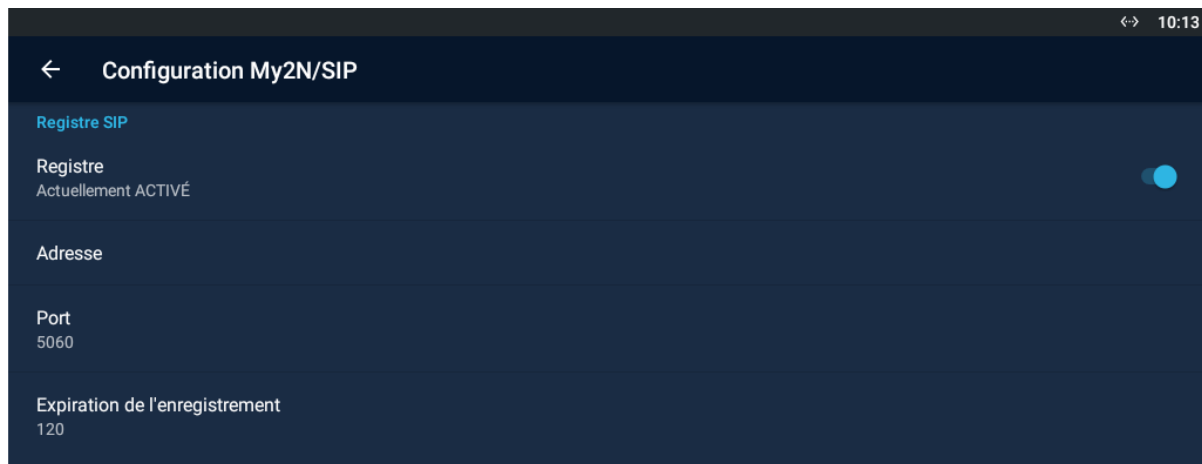 10:13
Configuration My2N/SIP
Registre SIP
Registre
Actuellement ACTIVÉ
Adresse
Port
5060
Expiration de l'enregistrement
120